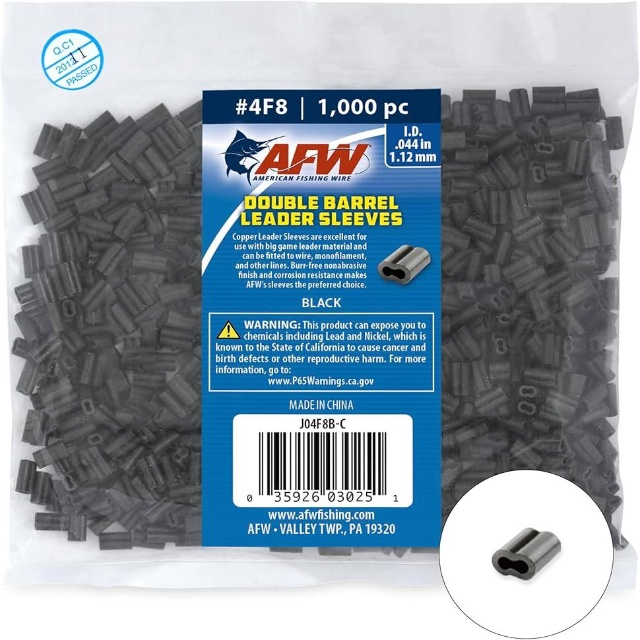 Q.C1
2012 11
PASSED
#4F8 | 1,000 pc
I.D.
.044 in
1.12 mm
AFW
AMERICAN FISHING WIRE
DOUBLE BARREL
LEADER SLEEVES
Copper Leader Sleeves are excellent for
use with big game leader material and
can be fitted to wire, monofilament,
and other lines. Burr-free nonabrasive
finish and corrosion resistance makes
AFW's sleeves the preferred choice.
BLACK
WARNING: This product can expose you to
chemicals including Lead and Nickel, which is
known to the State of California to cause cancer and
birth defects or other reproductive harm. For more
information, go to:
www.P65Warnings.ca.gov
MADE IN CHINA
J04F8B-C
0 35926 03025 1
www.afwfishing.com
AFW • VALLEY TWP., PA 19320